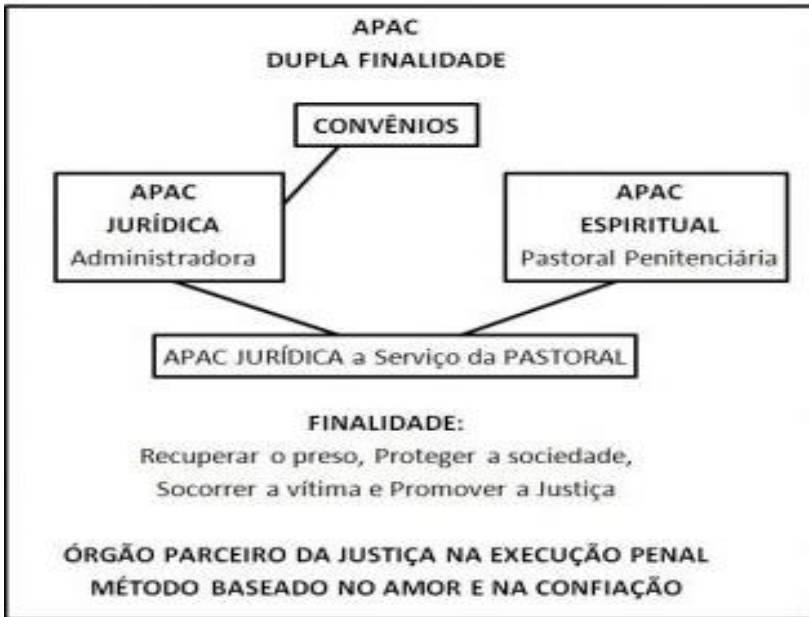 APAC
DUPLA FINALIDADE
CONVÊNIOS
APAC
JURÍDICA
Administradora
APAC
ESPIRITUAL
Pastoral Penitenciária
APAC JURÍDICA a Serviço da PASTORAL
FINALIDADE:
Recuperar o preso, Proteger a sociedade,
Socorrer a vítima e Promover a Justiça
ÓRGÃO PARCEIRO DA JUSTIÇA NA EXECUÇÃO PENAL
MÉTODO BASEADO NO AMOR E NA CONFIAÇÃO